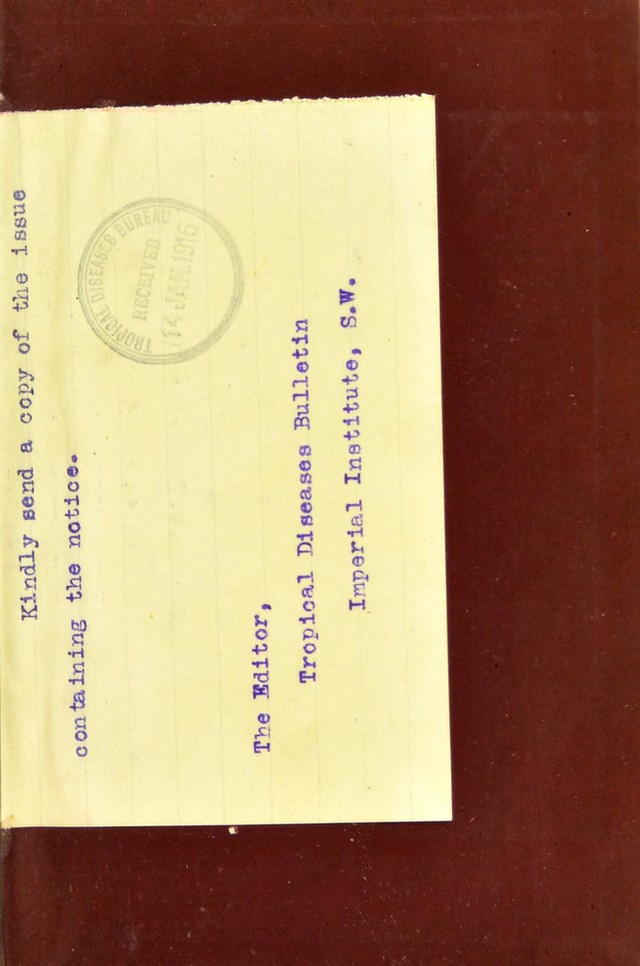 Kindly send a copy of the issue
containing the notice.
TROPICAL DISEASES BUREAU
RECEIVED
14 JAN.1916
The Editor,
Tropical Diseases Bulletin
Imperial Institute, S.W.